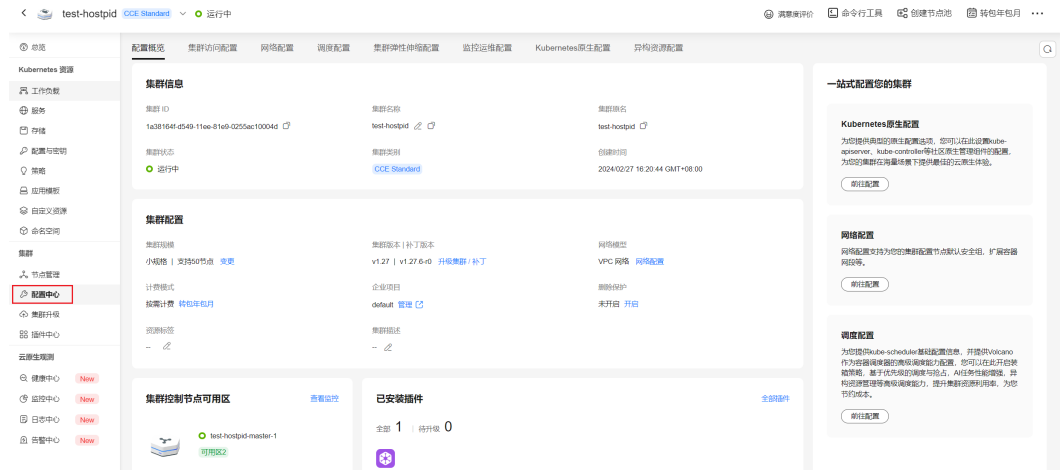 test-hostpid CCE Standard 运行中 满意度评价 命令行工具 创建节点池 转包年包月
总览
Kubernetes 资源
工作负载
服务
存储
配置与密钥
策略
应用模板
自定义资源
命名空间
集群
节点管理
配置中心
集群升级
插件中心
云原生观测
健康中心 New
监控中心 New
日志中心 New
告警中心 New
配置概览 集群访问配置 网络配置 调度配置 集群弹性伸缩配置 监控运维配置 Kubernetes原生配置 异构资源配置
集群信息
集群 ID 集群名称 集群原名
1a38164f-d549-11ee-81e9-0255ac10004d test-hostpid test-hostpid
集群状态 集群类别 创建时间
运行中 CCE Standard 2024/02/27 16:20:44 GMT+08:00
集群配置
集群规模 集群版本 | 补丁版本 网络模型
小规格 | 支持50节点 变更 v1.27 | v1.27.6-r0 升级集群 / 补丁 VPC 网络 网络配置
计费模式 企业项目 删除保护
按需计费 转包年包月 default 管理 未开启 开启
资源标签 集群描述
-- --
集群控制节点可用区 查看监控
test-hostpid-master-1
可用区2
已安装插件 全部插件
全部 1 | 待升级 0
一站式配置您的集群
Kubernetes原生配置
为您提供典型的原生配置选项，您可以在此设置kube-
apiserver、kube-controller等社区原生管理组件的配置，
为您的集群在海量场景下提供最佳的云原生体验。
前往配置
网络配置
网络配置支持为您的集群配置节点默认安全组，扩展容器
网段等。
前往配置
调度配置
为您提供kube-scheduler基础配置信息，并提供Volcano
作为容器调度器的高级调度能力配置，您可以在此开启装
箱策略，基于优先级的调度与抢占，AI任务性能增强，异
构资源管理等高级调度能力，提升集群资源利用率，为您
节约成本。
前往配置